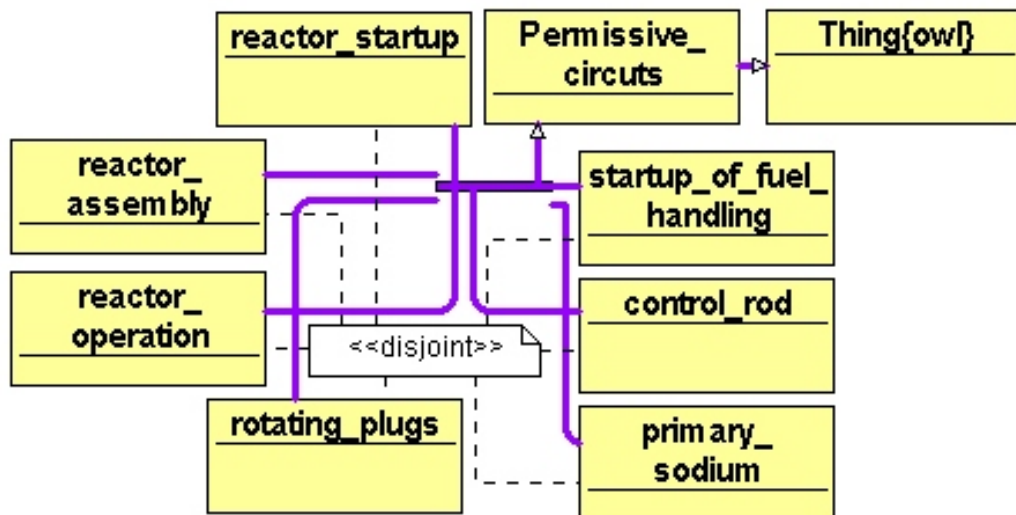 reactor_startup
Permissive_
circuts
Thing{owl}
reactor_
assembly
startup_of_fuel_
handling
reactor_
operation
control_rod
<<disjoint>>
rotating_plugs
primary_
sodium